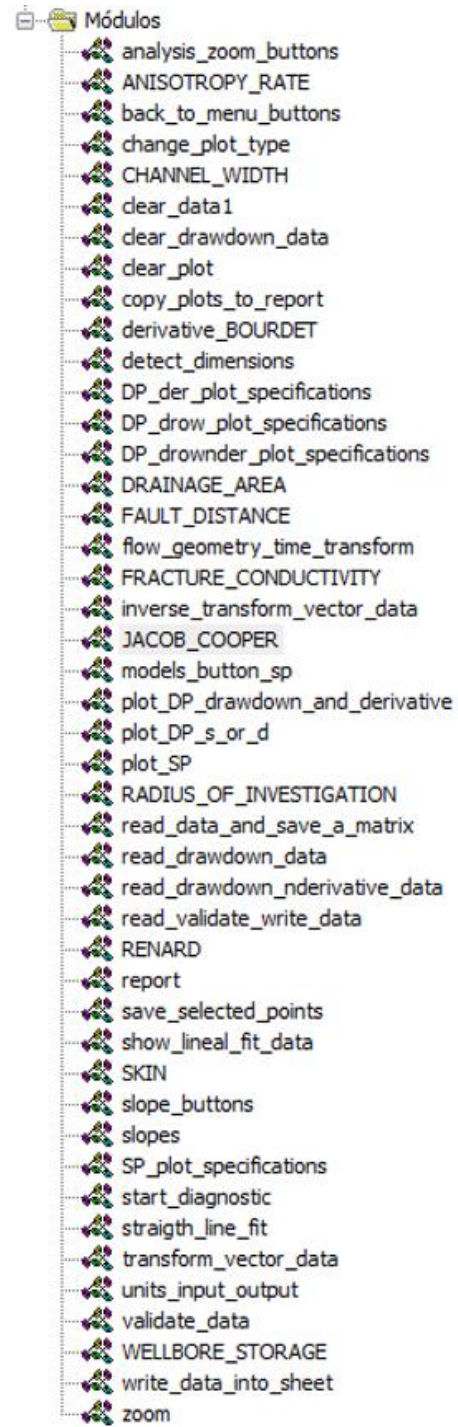 Módulos
analysis_zoom_buttons
ANISOTROPY_RATE
back_to_menu_buttons
change_plot_type
CHANNEL_WIDTH
clear_data1
clear_drawdown_data
clear_plot
copy_plots_to_report
derivative_BOURDET
detect_dimensions
DP_der_plot_specifications
DP_drow_plot_specifications
DP_drownder_plot_specifications
DRAINAGE_AREA
FAULT_DISTANCE
flow_geometry_time_transform
FRACTURE_CONDUCTIVITY
inverse_transform_vector_data
JACOB_COOPER
models_button_sp
plot_DP_drawdown_and_derivative
plot_DP_s_or_d
plot_SP
RADIUS_OF_INVESTIGATION
read_data_and_save_a_matrix
read_drawdown_data
read_drawdown_nderivative_data
read_validate_write_data
RENARD
report
save_selected_points
show_lineal_fit_data
SKIN
slope_buttons
slopes
SP_plot_specifications
start_diagnostic
straigth_line_fit
transform_vector_data
units_input_output
validate_data
WELLBORE_STORAGE
write_data_into_sheet
zoom